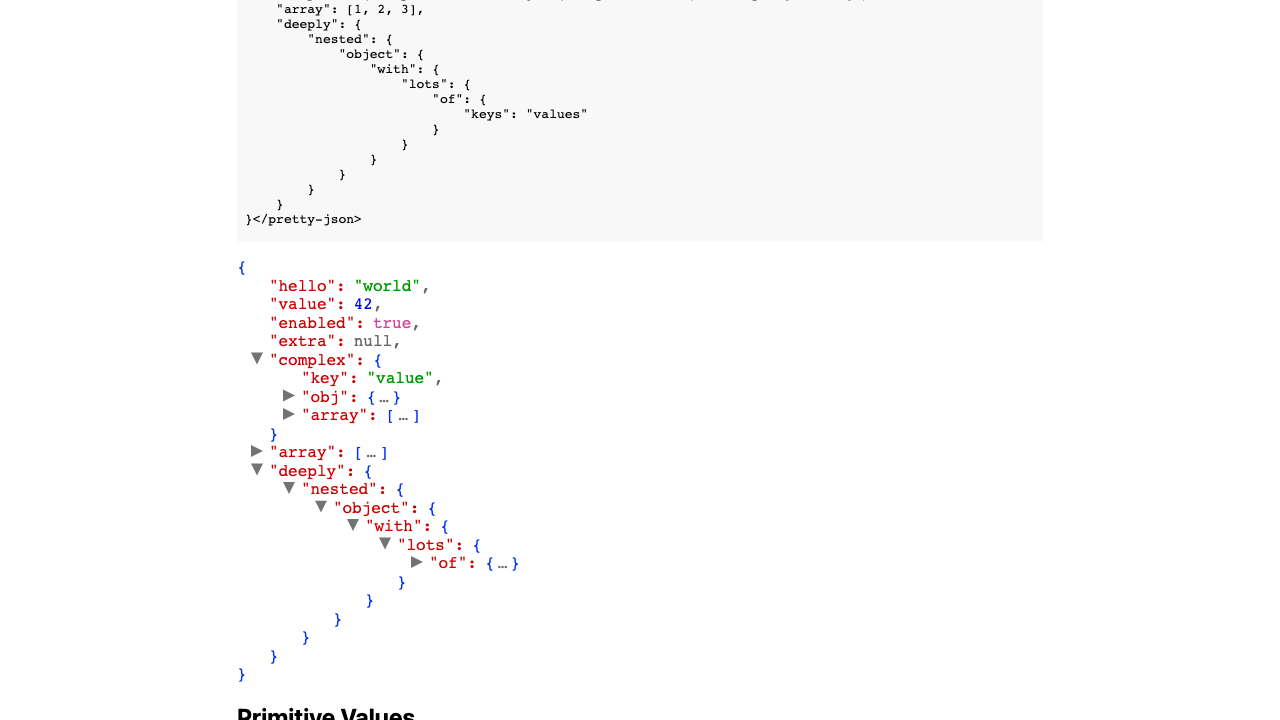 "array": [1, 2, 3],
"deeply": {
"nested": {
"object": {
"with": {
"lots": {
"of": {
"keys": "values"
}
}
}
}
}
}
}</pretty-json>
{
"hello": "world",
"value": 42,
"enabled": true,
"extra": null,
▼ "complex": {
"key": "value",
▶ "obj": {…}
▶ "array": […]
}
▶ "array": […]
▼ "deeply": {
▼ "nested": {
▼ "object": {
▼ "with": {
▼ "lots": {
▶ "of": {…}
}
}
}
}
}
}
Primitive Values